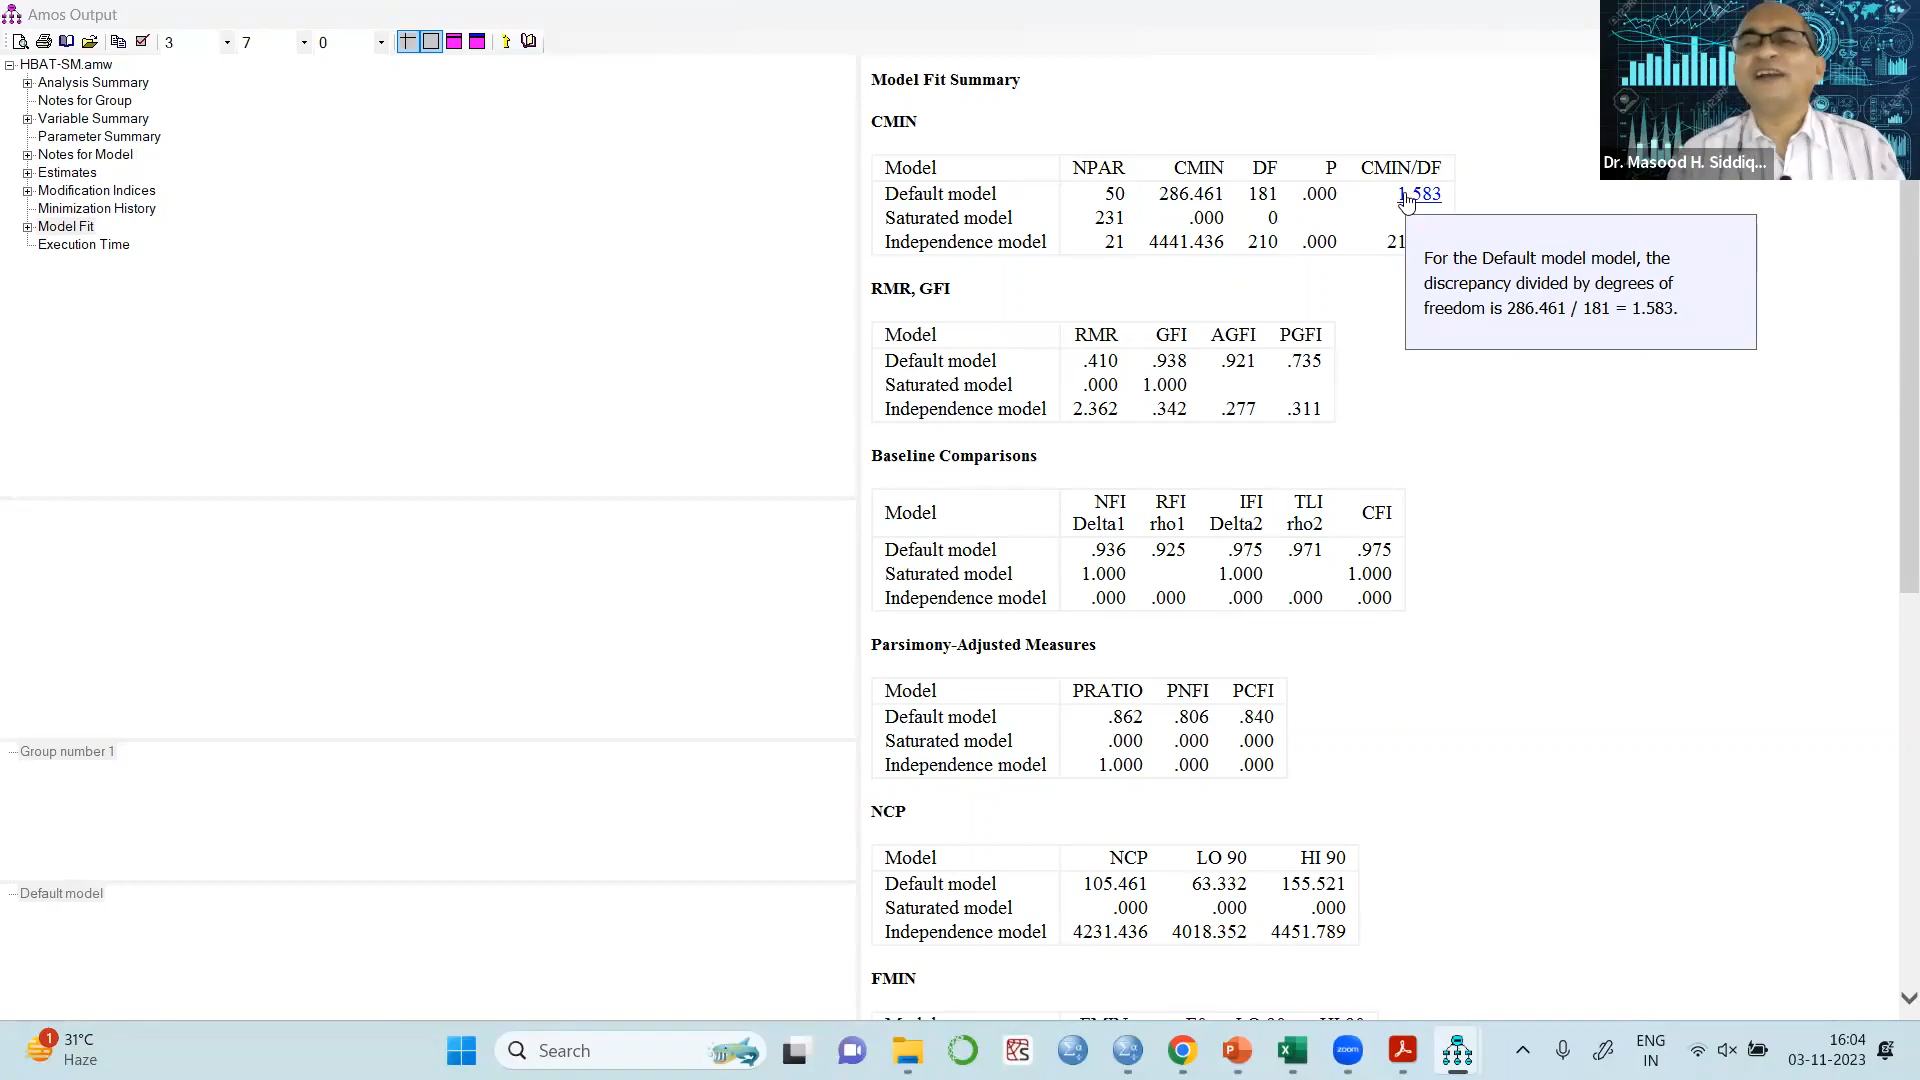 Amos Output
3 7 0
HBAT-SM.amw
Analysis Summary
Notes for Group
Variable Summary
Parameter Summary
Notes for Model
Estimates
Modification Indices
Minimization History
Model Fit
Execution Time
Group number 1
Default model
Model Fit Summary
CMIN
Model NPAR CMIN DF P CMIN/DF
Default model 50 286.461 181 .000 1.583
Saturated model 231 .000 0
Independence model 21 4441.436 210 .000 21
For the Default model model, the
discrepancy divided by degrees of
freedom is 286.461 / 181 = 1.583.
RMR, GFI
Model RMR GFI AGFI PGFI
Default model .410 .938 .921 .735
Saturated model .000 1.000
Independence model 2.362 .342 .277 .311
Baseline Comparisons
Model NFI Delta1 RFI rho1 IFI Delta2 TLI rho2 CFI
Default model .936 .925 .975 .971 .975
Saturated model 1.000 1.000 1.000
Independence model .000 .000 .000 .000 .000
Parsimony-Adjusted Measures
Model PRATIO PNFI PCFI
Default model .862 .806 .840
Saturated model .000 .000 .000
Independence model 1.000 .000 .000
NCP
Model NCP LO 90 HI 90
Default model 105.461 63.332 155.521
Saturated model .000 .000 .000
Independence model 4231.436 4018.352 4451.789
FMIN
Dr. Masood H. Siddiq...
1
31°C
Haze
Search
zoom
ENG
IN
16:04
03-11-2023